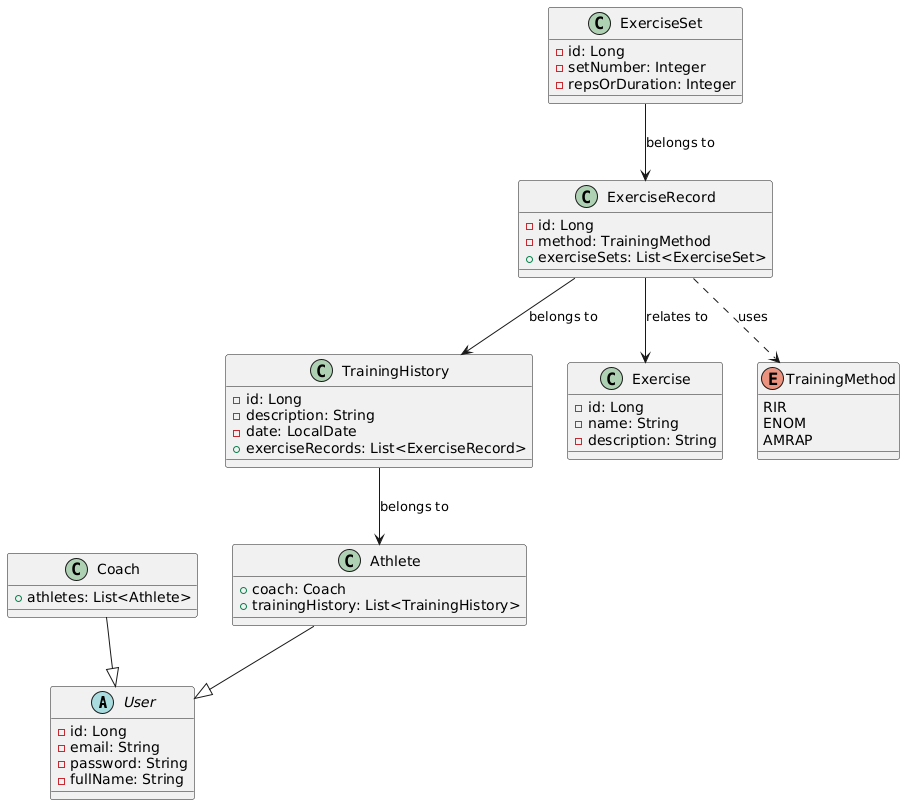 C ExerciseSet
id: Long
setNumber: Integer
repsOrDuration: Integer
belongs to
C ExerciseRecord
id: Long
method: TrainingMethod
exerciseSets: List<ExerciseSet>
belongs to
relates to
uses
C TrainingHistory
id: Long
description: String
date: LocalDate
exerciseRecords: List<ExerciseRecord>
C Exercise
id: Long
name: String
description: String
E TrainingMethod
RIR
ENOM
AMRAP
belongs to
C Coach
athletes: List<Athlete>
C Athlete
coach: Coach
trainingHistory: List<TrainingHistory>
A User
id: Long
email: String
password: String
fullName: String